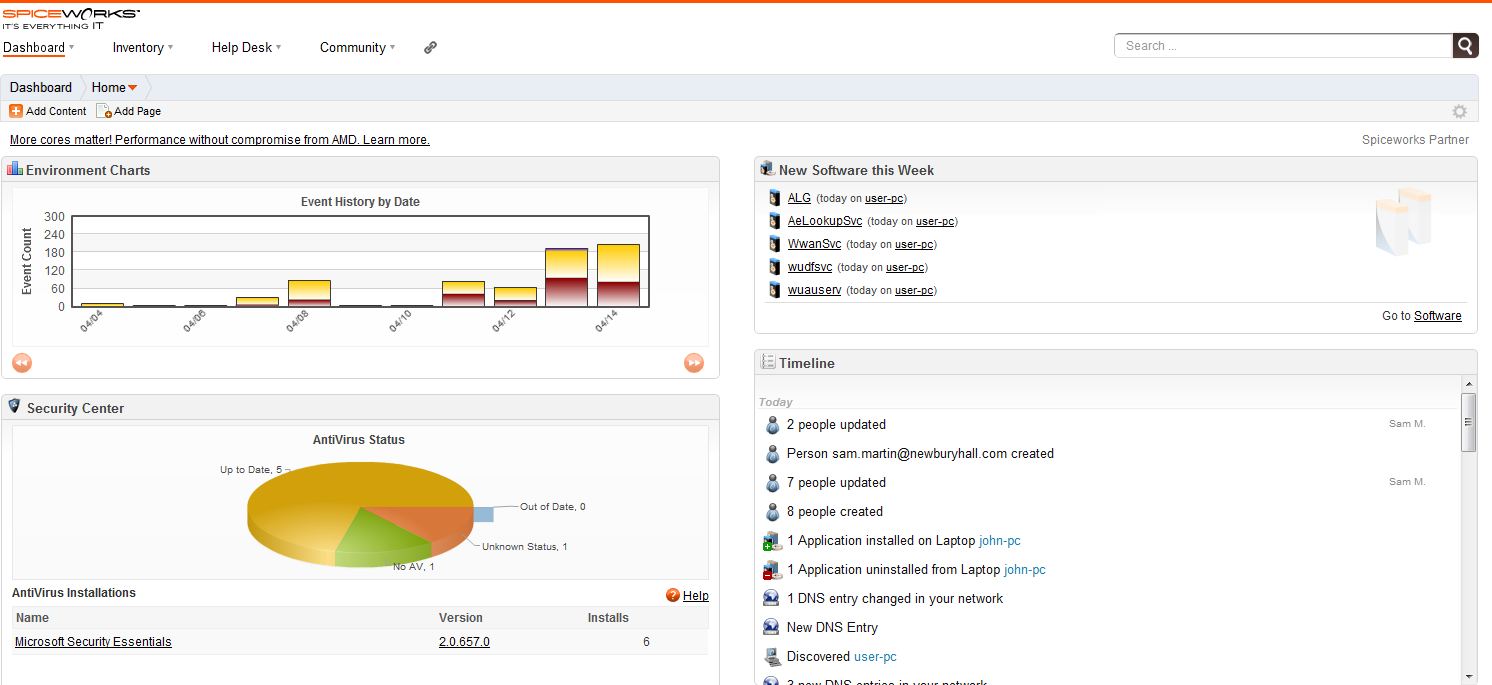 SPICEWORKS
IT'S EVERYTHING IT
Dashboard Inventory Help Desk Community
Search ...
Dashboard Home
Add Content Add Page
More cores matter! Performance without compromise from AMD. Learn more.
Spiceworks Partner
Environment Charts
Event History by Date
Event Count
300
240
180
120
60
0
04/04 04/06 04/08 04/10 04/12 04/14
Security Center
AntiVirus Status
Up to Date, 5
Out of Date, 0
Unknown Status, 1
No AV, 1
AntiVirus Installations Help
Name Version Installs
Microsoft Security Essentials 2.0.657.0 6
New Software this Week
ALG (today on user-pc)
AeLookupSvc (today on user-pc)
WwanSvc (today on user-pc)
wudfsvc (today on user-pc)
wuauserv (today on user-pc)
Go to Software
Timeline
Today
2 people updated Sam M.
Person sam.martin@newburyhall.com created
7 people updated Sam M.
8 people created
1 Application installed on Laptop john-pc
1 Application uninstalled from Laptop john-pc
1 DNS entry changed in your network
New DNS Entry
Discovered user-pc
3 new DNS entries in your network